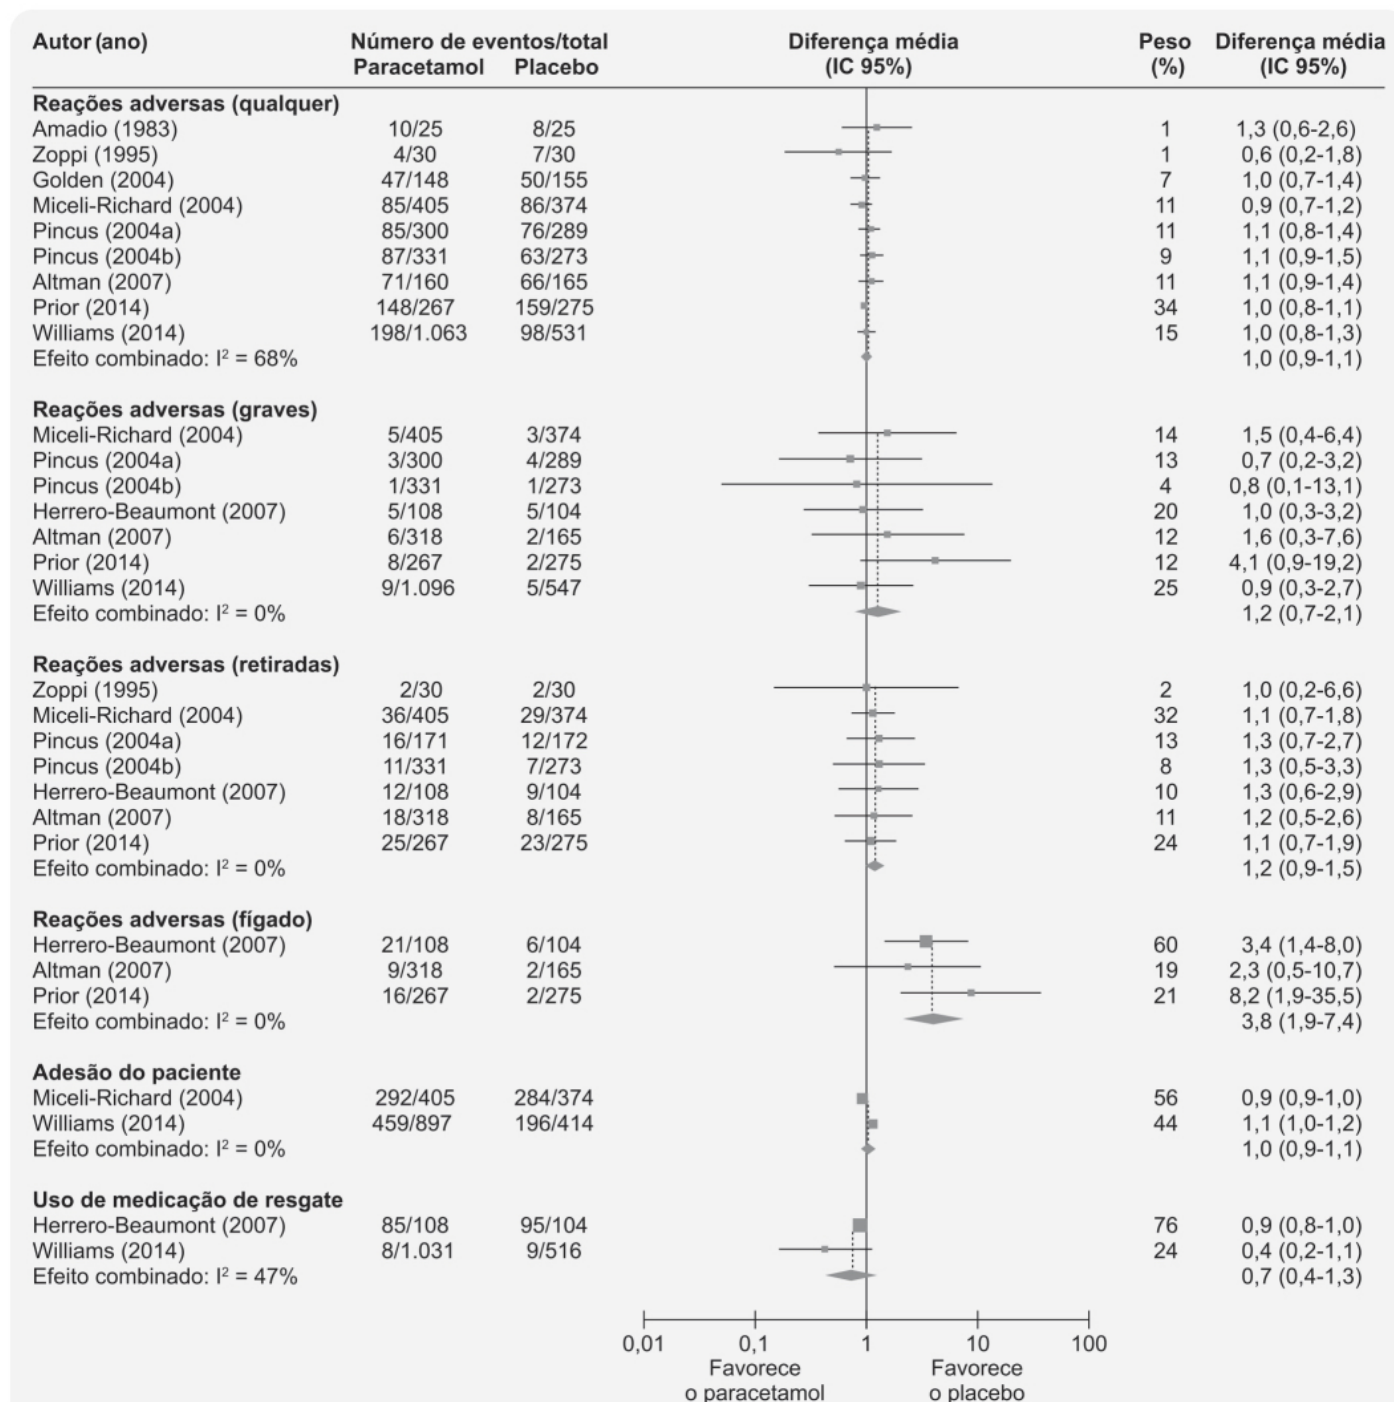 Autor (ano) Número de eventos/total Diferença média Peso Diferença média
Paracetamol Placebo (IC 95%) (%) (IC 95%)
Reações adversas (qualquer)
Amadio (1983) 10/25 8/25 1 1,3 (0,6-2,6)
Zoppi (1995) 4/30 7/30 1 0,6 (0,2-1,8)
Golden (2004) 47/148 50/155 7 1,0 (0,7-1,4)
Miceli-Richard (2004) 85/405 86/374 11 0,9 (0,7-1,2)
Pincus (2004a) 85/300 76/289 11 1,1 (0,8-1,4)
Pincus (2004b) 87/331 63/273 9 1,1 (0,9-1,5)
Altman (2007) 71/160 66/165 11 1,1 (0,9-1,4)
Prior (2014) 148/267 159/275 34 1,0 (0,8-1,1)
Williams (2014) 198/1.063 98/531 15 1,0 (0,8-1,3)
Efeito combinado: I² = 68% 1,0 (0,9-1,1)
Reações adversas (graves)
Miceli-Richard (2004) 5/405 3/374 14 1,5 (0,4-6,4)
Pincus (2004a) 3/300 4/289 13 0,7 (0,2-3,2)
Pincus (2004b) 1/331 1/273 4 0,8 (0,1-13,1)
Herrero-Beaumont (2007) 5/108 5/104 20 1,0 (0,3-3,2)
Altman (2007) 6/318 2/165 12 1,6 (0,3-7,6)
Prior (2014) 8/267 2/275 12 4,1 (0,9-19,2)
Williams (2014) 9/1.096 5/547 25 0,9 (0,3-2,7)
Efeito combinado: I² = 0% 1,2 (0,7-2,1)
Reações adversas (retiradas)
Zoppi (1995) 2/30 2/30 2 1,0 (0,2-6,6)
Miceli-Richard (2004) 36/405 29/374 32 1,1 (0,7-1,8)
Pincus (2004a) 16/171 12/172 13 1,3 (0,7-2,7)
Pincus (2004b) 11/331 7/273 8 1,3 (0,5-3,3)
Herrero-Beaumont (2007) 12/108 9/104 10 1,3 (0,6-2,9)
Altman (2007) 18/318 8/165 11 1,2 (0,5-2,6)
Prior (2014) 25/267 23/275 24 1,1 (0,7-1,9)
Efeito combinado: I² = 0% 1,2 (0,9-1,5)
Reações adversas (fígado)
Herrero-Beaumont (2007) 21/108 6/104 60 3,4 (1,4-8,0)
Altman (2007) 9/318 2/165 19 2,3 (0,5-10,7)
Prior (2014) 16/267 2/275 21 8,2 (1,9-35,5)
Efeito combinado: I² = 0% 3,8 (1,9-7,4)
Adesão do paciente
Miceli-Richard (2004) 292/405 284/374 56 0,9 (0,9-1,0)
Williams (2014) 459/897 196/414 44 1,1 (1,0-1,2)
Efeito combinado: I² = 0% 1,0 (0,9-1,1)
Uso de medicação de resgate
Herrero-Beaumont (2007) 85/108 95/104 76 0,9 (0,8-1,0)
Williams (2014) 8/1.031 9/516 24 0,4 (0,2-1,1)
Efeito combinado: I² = 47% 0,7 (0,4-1,3)
0,01 0,1 1 10 100
Favorece Favorece
o paracetamol o placebo